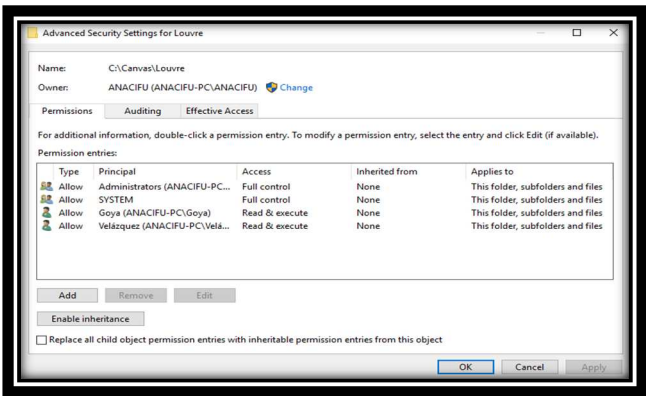 Advanced Security Settings for Louvre
Name: C:\Canvas\Louvre
Owner: ANACIFU (ANACIFU-PC\ANACIFU) Change
Permissions Auditing Effective Access
For additional information, double-click a permission entry. To modify a permission entry, select the entry and click Edit (if available).
Permission entries:
Type Principal Access Inherited from Applies to
Allow Administrators (ANACIFU-PC... Full control None This folder, subfolders and files
Allow SYSTEM Full control None This folder, subfolders and files
Allow Goya (ANACIFU-PC\Goya) Read & execute None This folder, subfolders and files
Allow Velázquez (ANACIFU-PC\Velá... Read & execute None This folder, subfolders and files
Add Remove Edit
Enable inheritance
Replace all child object permission entries with inheritable permission entries from this object
OK Cancel Apply